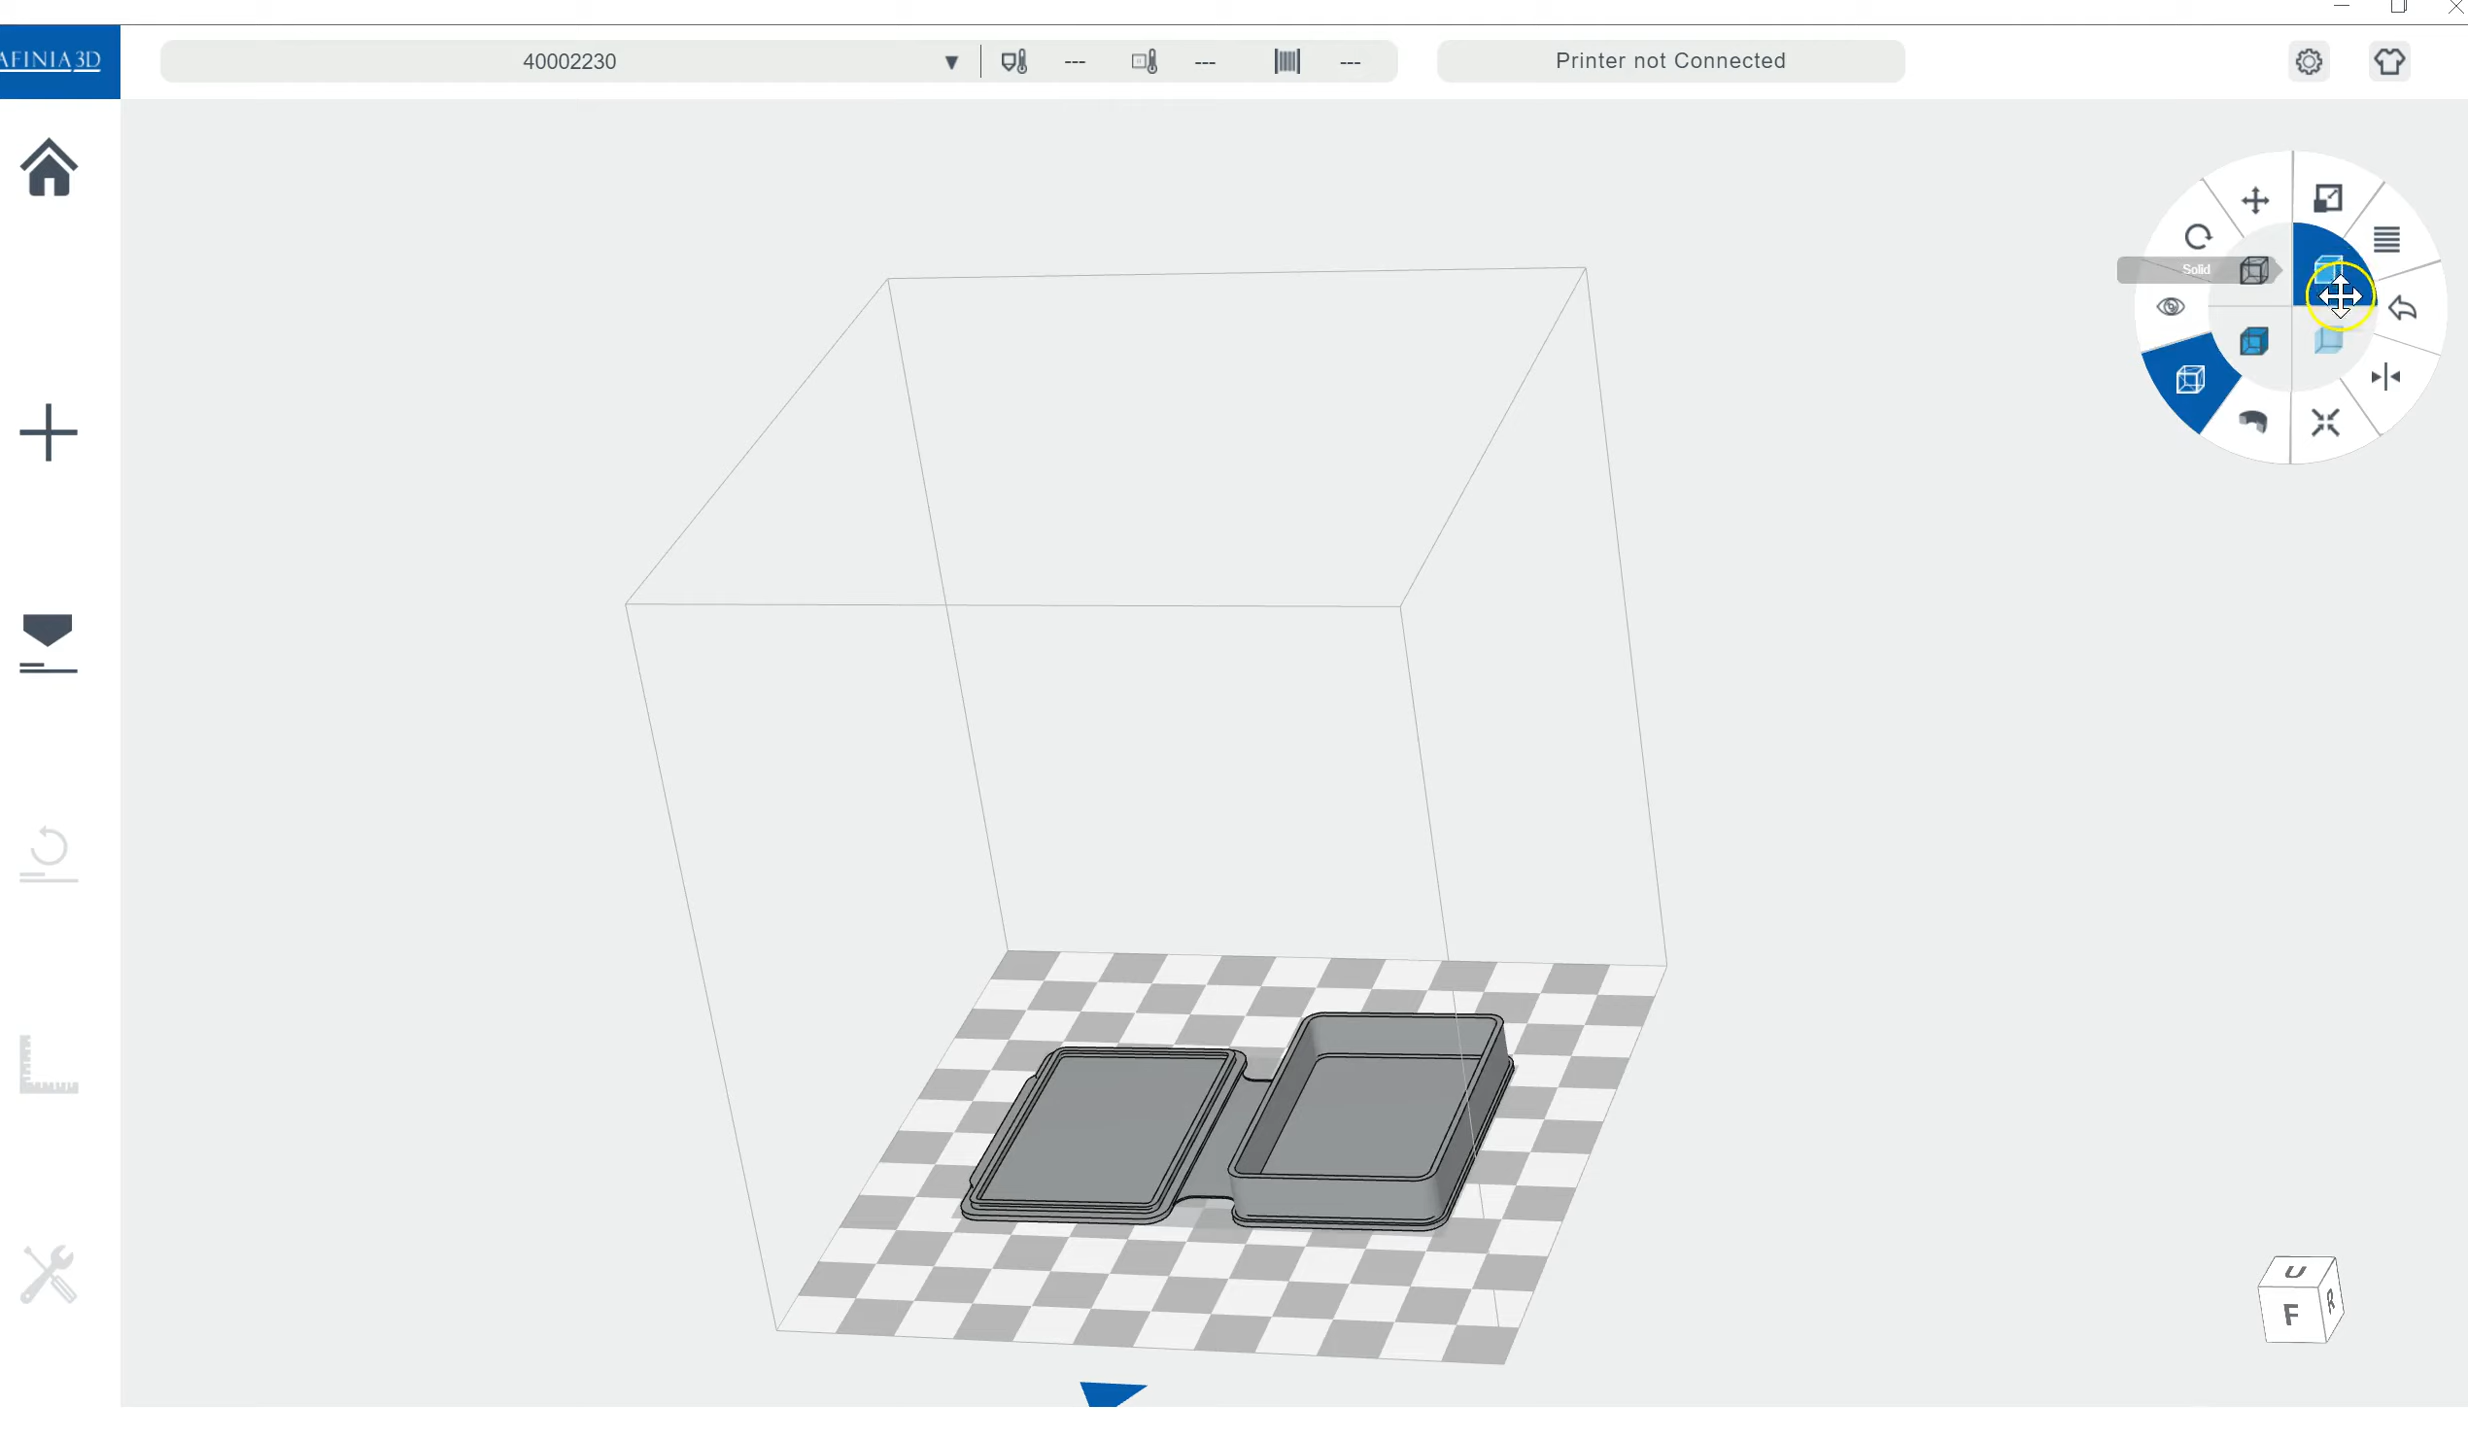 AFINIA3D
40002230
---
---
---
Printer not Connected
Solid
U
F
R